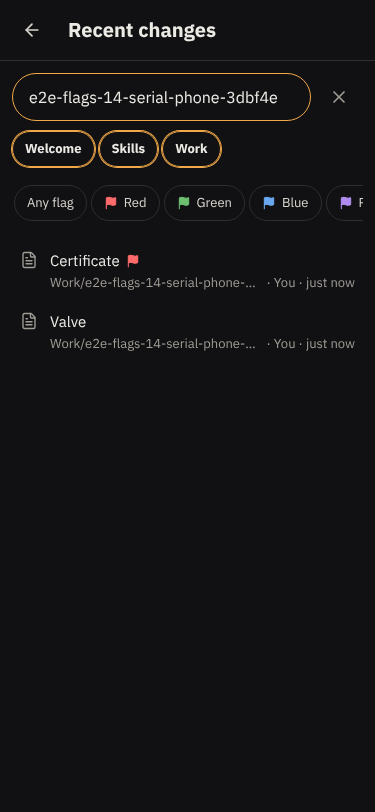 Recent changes
e2e-flags-14-serial-phone-3dbf4e
Welcome Skills Work
Any flag Red Green Blue
Certificate
Work/e2e-flags-14-serial-phone-... · You · just now
Valve
Work/e2e-flags-14-serial-phone-... · You · just now